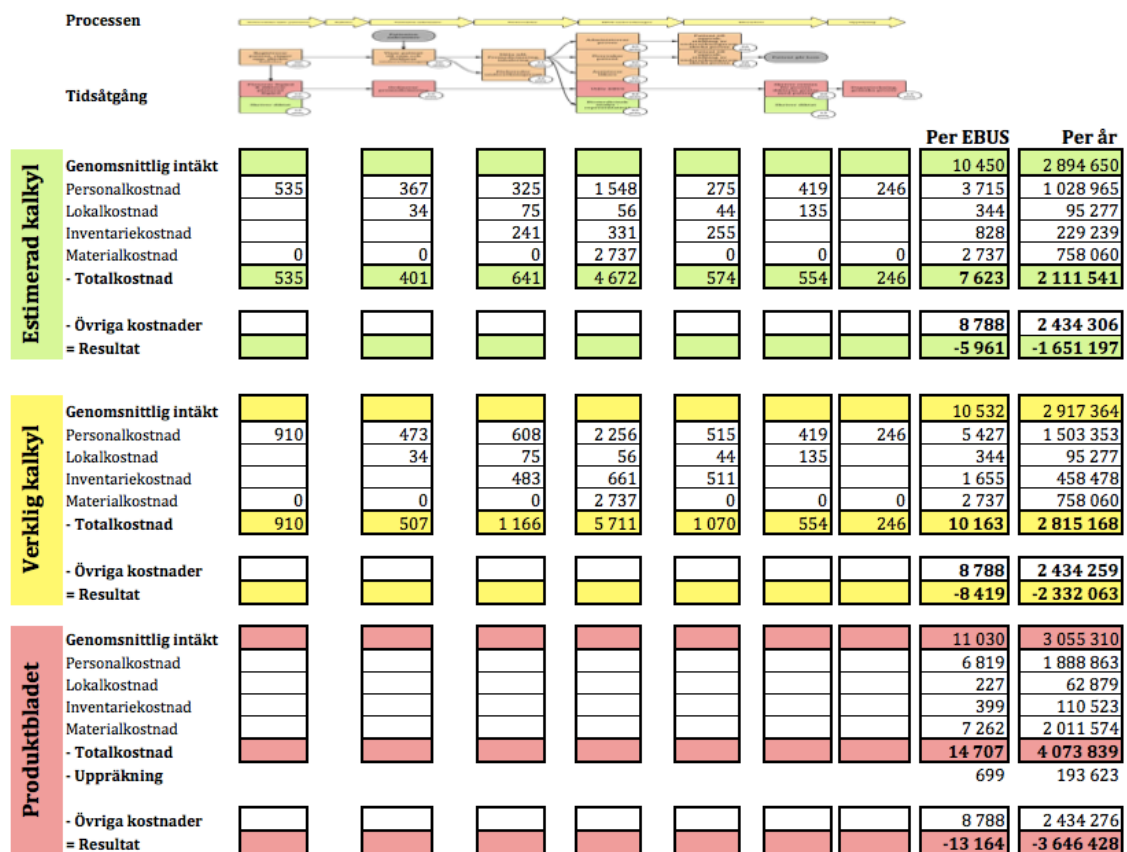 Processen
Tidsåtgång
Per EBUS Per år
Estimerad kalkyl
Genomsnittlig intäkt 10 450 2 894 650
Personalkostnad 535 367 325 1 548 275 419 246 3 715 1 028 965
Lokalkostnad 34 75 56 44 135 344 95 277
Inventariekostnad 241 331 255 828 229 239
Materialkostnad 0 0 0 2 737 0 0 0 2 737 758 060
- Totalkostnad 535 401 641 4 672 574 554 246 7 623 2 111 541
- Övriga kostnader 8 788 2 434 306
= Resultat -5 961 -1 651 197
Verklig kalkyl
Genomsnittlig intäkt 10 532 2 917 364
Personalkostnad 910 473 608 2 256 515 419 246 5 427 1 503 353
Lokalkostnad 34 75 56 44 135 344 95 277
Inventariekostnad 483 661 511 1 655 458 478
Materialkostnad 0 0 0 2 737 0 0 0 2 737 758 060
- Totalkostnad 910 507 1 166 5 711 1 070 554 246 10 163 2 815 168
- Övriga kostnader 8 788 2 434 259
= Resultat -8 419 -2 332 063
Produktbladet
Genomsnittlig intäkt 11 030 3 055 310
Personalkostnad 6 819 1 888 863
Lokalkostnad 227 62 879
Inventariekostnad 399 110 523
Materialkostnad 7 262 2 011 574
- Totalkostnad 14 707 4 073 839
- Uppräkning 699 193 623
- Övriga kostnader 8 788 2 434 276
= Resultat -13 164 -3 646 428